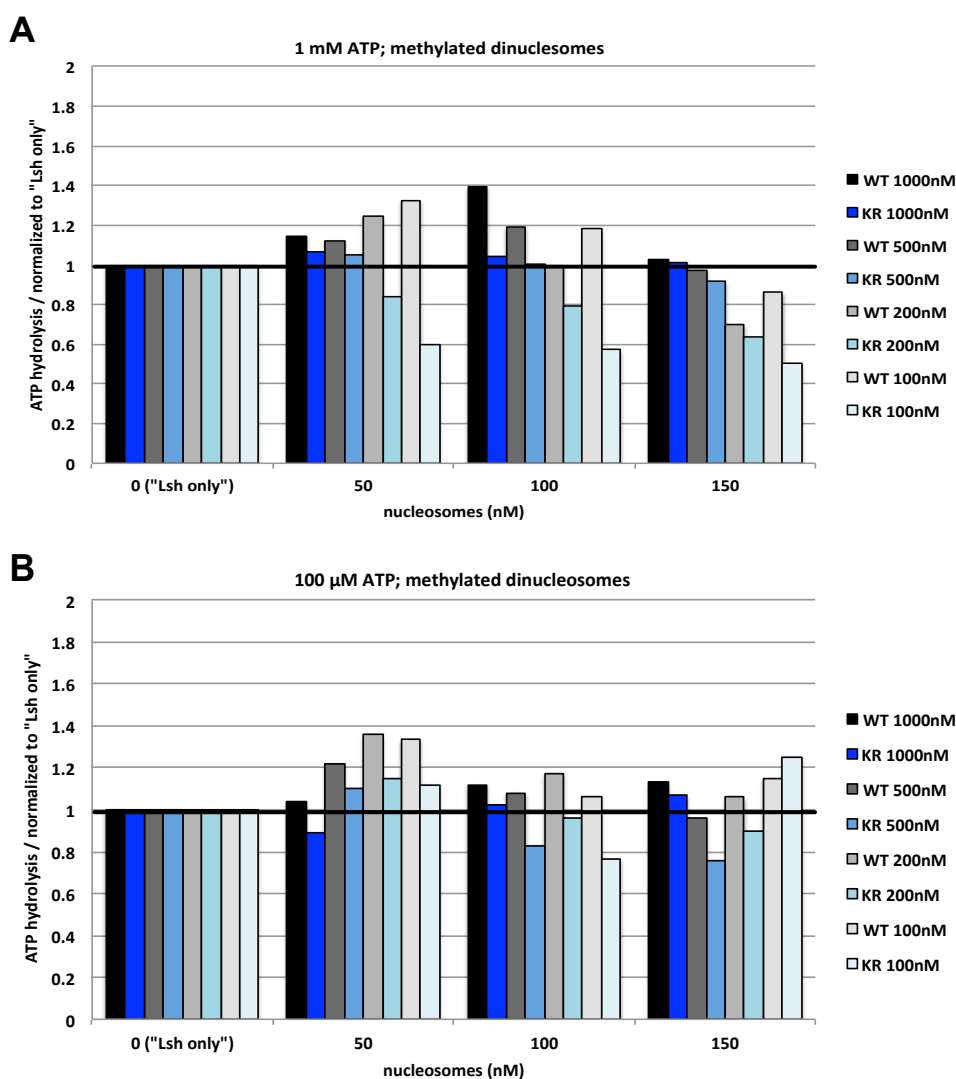 A
1 mM ATP; methylated dinuclesomes
ATP hydrolysis / normalized to "Lsh only"
2
1.8
1.6
1.4
1.2
1
0.8
0.6
0.4
0.2
0
0 ("Lsh only")
50
100
150
nucleosomes (nM)
WT 1000nM
KR 1000nM
WT 500nM
KR 500nM
WT 200nM
KR 200nM
WT 100nM
KR 100nM
B
100 µM ATP; methylated dinucleosomes
ATP hydrolysis / normalized to "Lsh only"
2
1.8
1.6
1.4
1.2
1
0.8
0.6
0.4
0.2
0
0 ("Lsh only")
50
100
150
nucleosomes (nM)
WT 1000nM
KR 1000nM
WT 500nM
KR 500nM
WT 200nM
KR 200nM
WT 100nM
KR 100nM